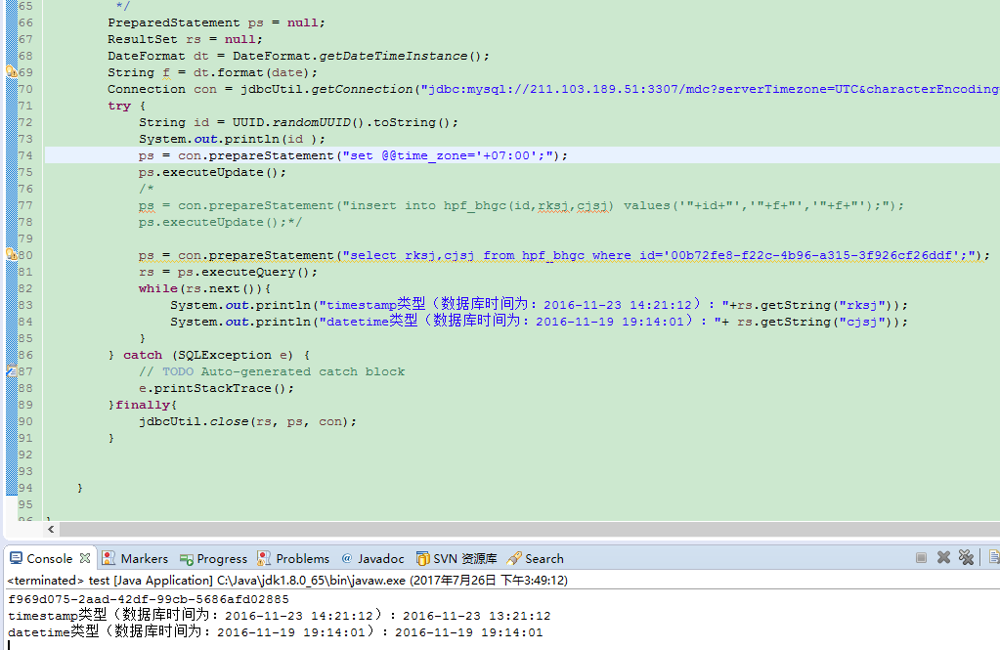 65 */
66 PreparedStatement ps = null;
67 ResultSet rs = null;
68 DateFormat dt = DateFormat.getDateTimeInstance();
69 String f = dt.format(date);
70 Connection con = jdbcUtil.getConnection("jdbc:mysql://211.103.189.51:3307/mdc?serverTimezone=UTC&characterEncoding
71 try {
72 String id = UUID.randomUUID().toString();
73 System.out.println(id );
74 ps = con.prepareStatement("set @@time_zone='+07:00';");
75 ps.executeUpdate();
76 /*
77 ps = con.prepareStatement("insert into hpf_bhgc(id,rksj,cjsj) values('"+id+"','"+f+"','"+f+"');");
78 ps.executeUpdate();*/
79
80 ps = con.prepareStatement("select rksj,cjsj from hpf_bhgc where id='00b72fe8-f22c-4b96-a315-3f926cf26ddf';");
81 rs = ps.executeQuery();
82 while(rs.next()){
83 System.out.println("timestamp类型（数据库时间为：2016-11-23 14:21:12）："+rs.getString("rksj"));
84 System.out.println("datetime类型（数据库时间为：2016-11-19 19:14:01）："+ rs.getString("cjsj"));
85 }
86 } catch (SQLException e) {
87 // TODO Auto-generated catch block
88 e.printStackTrace();
89 }finally{
90 jdbcUtil.close(rs, ps, con);
91 }
92
93
94 }
95
Console Markers Progress Problems @ Javadoc SVN 资源库 Search
<terminated> test [Java Application] C:\Java\jdk1.8.0_65\bin\javaw.exe (2017年7月26日 下午3:49:12)
f969d075-2aad-42df-99cb-5686afd02885
timestamp类型（数据库时间为：2016-11-23 14:21:12）：2016-11-23 13:21:12
datetime类型（数据库时间为：2016-11-19 19:14:01）：2016-11-19 19:14:01